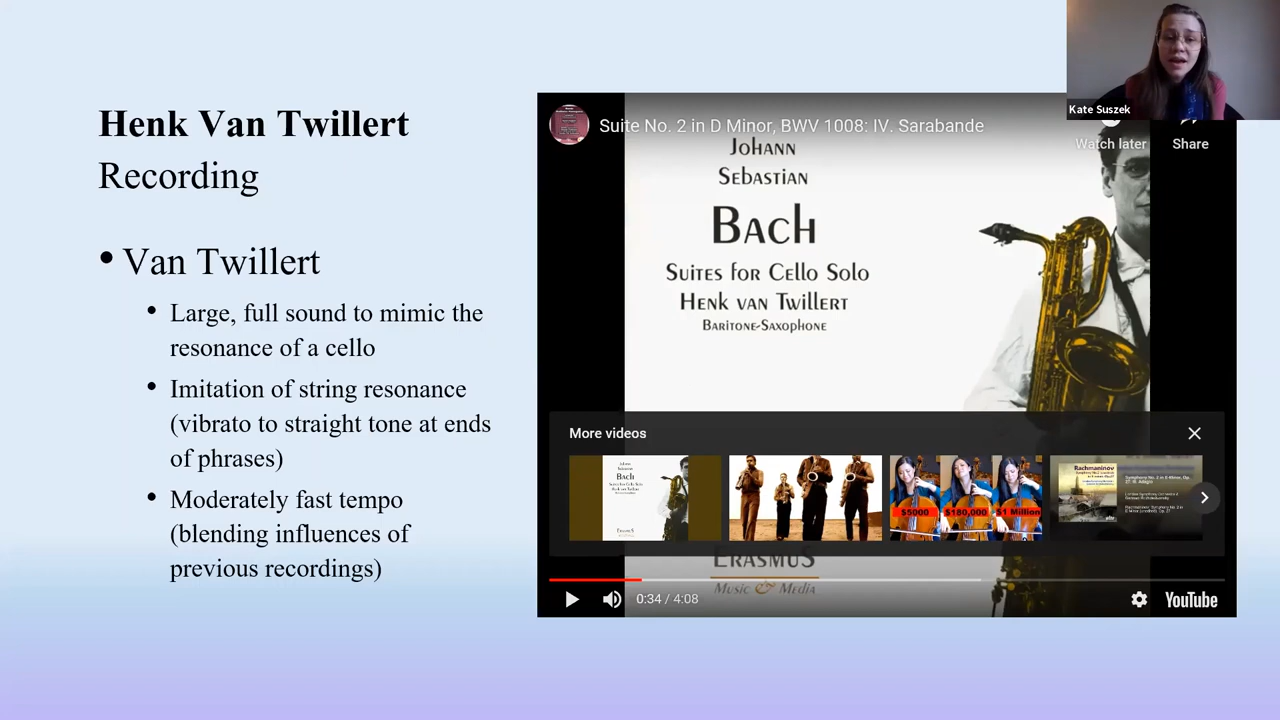 Kate Suszek
Henk Van Twillert
Recording
• Van Twillert
• Large, full sound to mimic the
resonance of a cello
• Imitation of string resonance
(vibrato to straight tone at ends
of phrases)
• Moderately fast tempo
(blending influences of
previous recordings)
Suite No. 2 in D Minor, BWV 1008: IV. Sarabande
Watch later
Share
Johann
Sebastian
Bach
Suites for Cello Solo
Henk van Twillert
Baritone-Saxophone
More videos
Bach
$5000
$180,000
$1 Million
Rachmaninov
Erasmus
Music & Media
0:34 / 4:08
YouTube